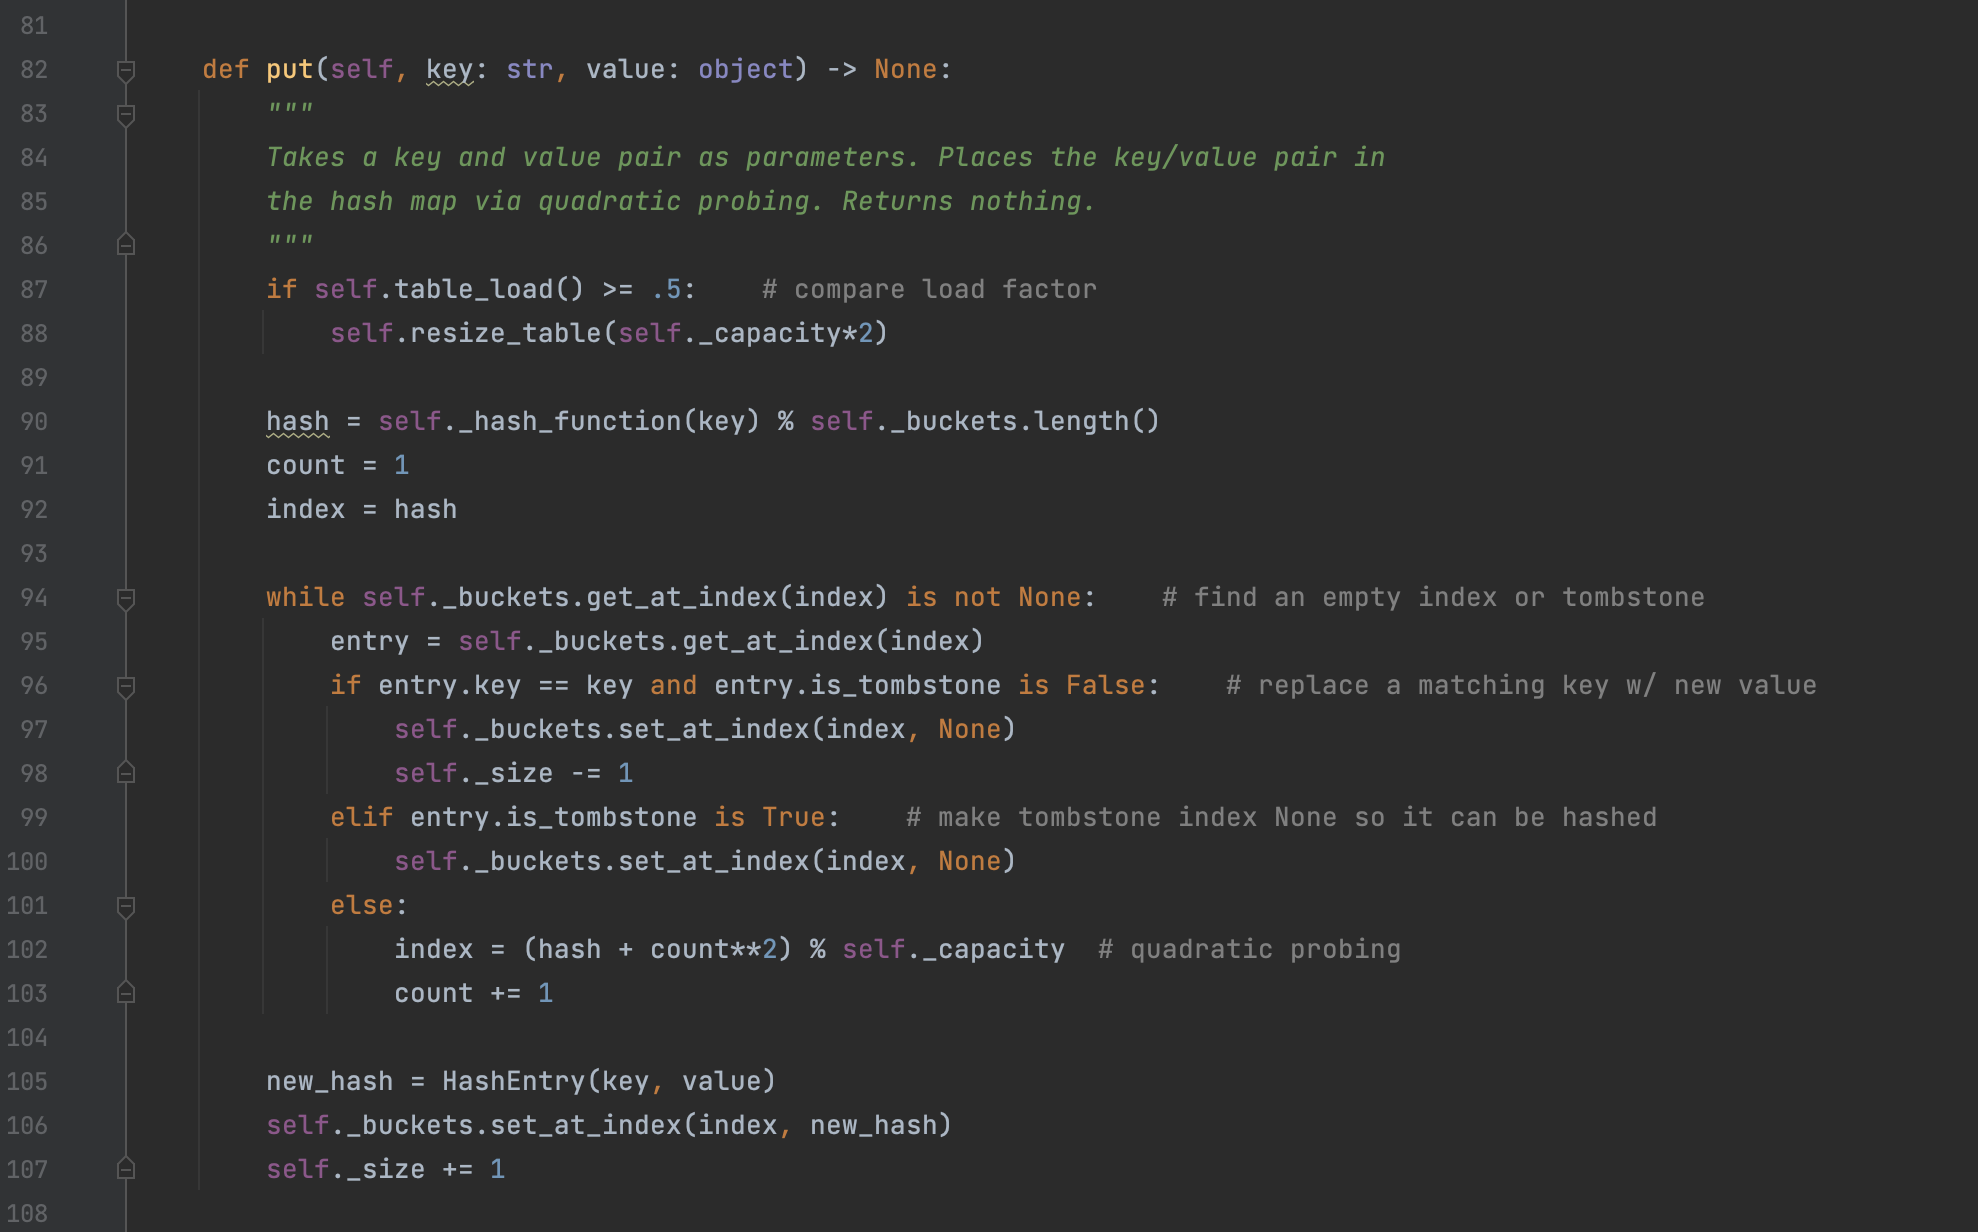 81
82 def put(self, key: str, value: object) -> None:
83 """
84 Takes a key and value pair as parameters. Places the key/value pair in
85 the hash map via quadratic probing. Returns nothing.
86 """
87 if self.table_load() >= .5:    # compare load factor
88 self.resize_table(self._capacity*2)
89
90 hash = self._hash_function(key) % self._buckets.length()
91 count = 1
92 index = hash
93
94 while self._buckets.get_at_index(index) is not None:    # find an empty index or tombstone
95 entry = self._buckets.get_at_index(index)
96 if entry.key == key and entry.is_tombstone is False:    # replace a matching key w/ new value
97 self._buckets.set_at_index(index, None)
98 self._size -= 1
99 elif entry.is_tombstone is True:    # make tombstone index None so it can be hashed
100 self._buckets.set_at_index(index, None)
101 else:
102 index = (hash + count**2) % self._capacity  # quadratic probing
103 count += 1
104
105 new_hash = HashEntry(key, value)
106 self._buckets.set_at_index(index, new_hash)
107 self._size += 1
108